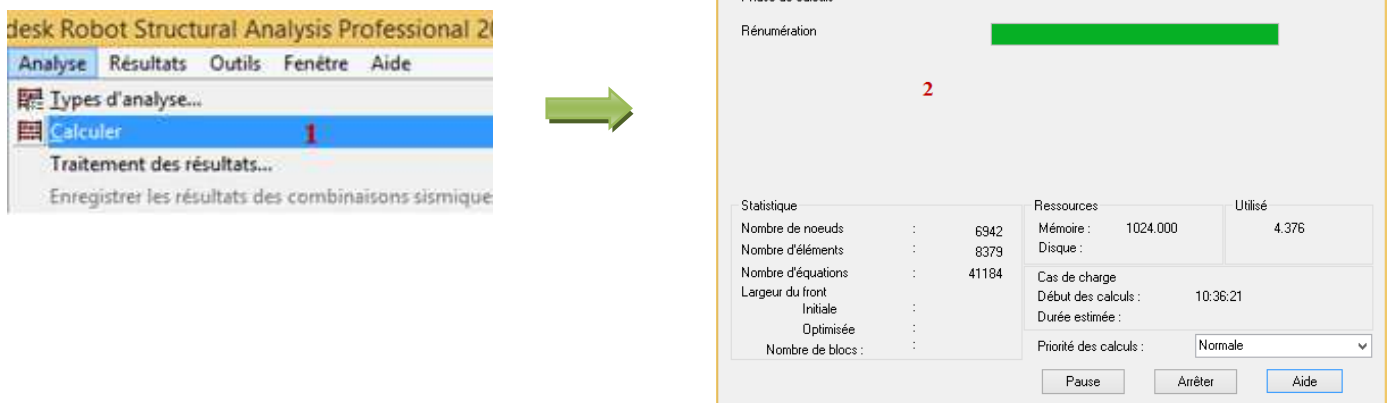 desk Robot Structural Analysis Professional 20
Analyse Résultats Outils Fenêtre Aide
Types d'analyse...
Calculer 1
Traitement des résultats...
Enregistrer les résultats des combinaisons sismique
Rénumération
2
Statistique
Nombre de noeuds : 6942
Nombre d'éléments : 8379
Nombre d'équations : 41184
Largeur du front
Initiale :
Optimisée :
Nombre de blocs : :
Ressources Utilisé
Mémoire : 1024.000 4.376
Disque :
Cas de charge
Début des calculs : 10:36:21
Durée estimée :
Priorité des calculs : Normale
Pause Arrêter Aide